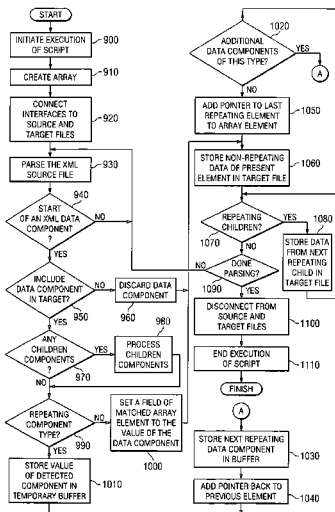 START
INITIATE EXECUTION
OF SCRIPT
900
CREATE ARRAY
910
CONNECT
INTERFACES TO
SOURCE AND
TARGET FILES
920
PARSE THE XML
SOURCE FILE
930
940
START
OF AN XML DATA
COMPONENT
?
NO
YES
INCLUDE
DATA COMPONENT
IN TARGET?
950
NO
DISCARD DATA
COMPONENT
960
YES
ANY
CHILDREN
COMPONENTS
?
970
YES
980
PROCESS
CHILDREN
COMPONENTS
NO
REPEATING
COMPONENT
TYPE?
990
NO
SET A FIELD OF
MATCHED ARRAY
ELEMENT TO THE
VALUE OF THE
DATA COMPONENT
1000
YES
STORE VALUE
OF DETECTED
COMPONENT IN
TEMPORARY BUFFER
1010
1020
ADDITIONAL
DATA COMPONENTS
OF THIS TYPE?
YES
A
NO
ADD POINTER TO LAST
REPEATING ELEMENT
TO ARRAY ELEMENT
1050
STORE NON-REPEATING
DATA OF PRESENT
ELEMENT IN TARGET FILE
1060
REPEATING
CHILDREN?
1070
YES
1080
STORE DATA
FROM NEXT
REPEATING
CHILD IN
TARGET FILE
NO
DONE
PARSING?
1090
NO
YES
DISCONNECT FROM
SOURCE AND
TARGET FILES
1100
END EXECUTION
OF SCRIPT
1110
FINISH
A
STORE NEXT REPEATING
DATA COMPONENT
IN BUFFER
1030
ADD POINTER BACK TO
PREVIOUS ELEMENT
1040